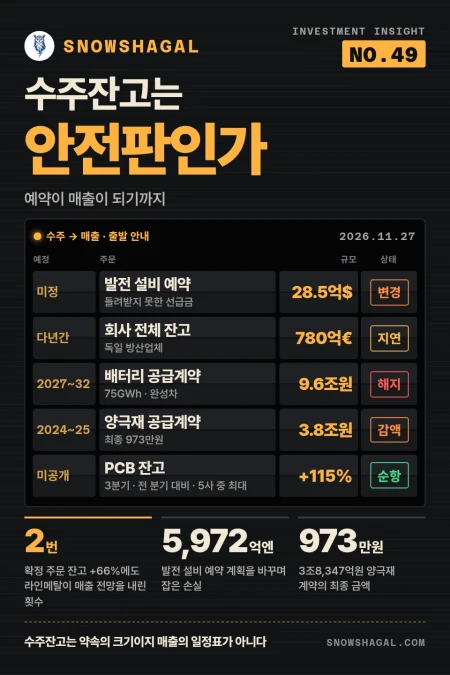 SNOWSHAGAL
INVESTMENT INSIGHT
NO.49
수주잔고는
안전판인가
예약이 매출이 되기까지
수주 → 매출 · 출발 안내
2026.11.27
예정 주문 규모 상태
미정 발전 설비 예약 28.5억$ 변경
돌려받지 못한 선급금
다년간 회사 전체 잔고 780억€ 지연
독일 방산업체
2027~32 배터리 공급계약 9.6조원 해지
75GWh · 완성차
2024~25 양극재 공급계약 3.8조원 감액
최종 973만원
미공개 PCB 잔고 +115% 순항
3분기 · 전 분기 대비 · 5사 중 최대
2번
확정 주문 잔고 +66%에도
라인메탈이 매출 전망을 내린
횟수
5,972억엔
발전 설비 예약 계획을 바꾸며
잡은 손실
973만원
3조8,347억원 양극재
계약의 최종 금액
수주잔고는 약속의 크기이지 매출의 일정표가 아니다
SNOWSHAGAL.COM